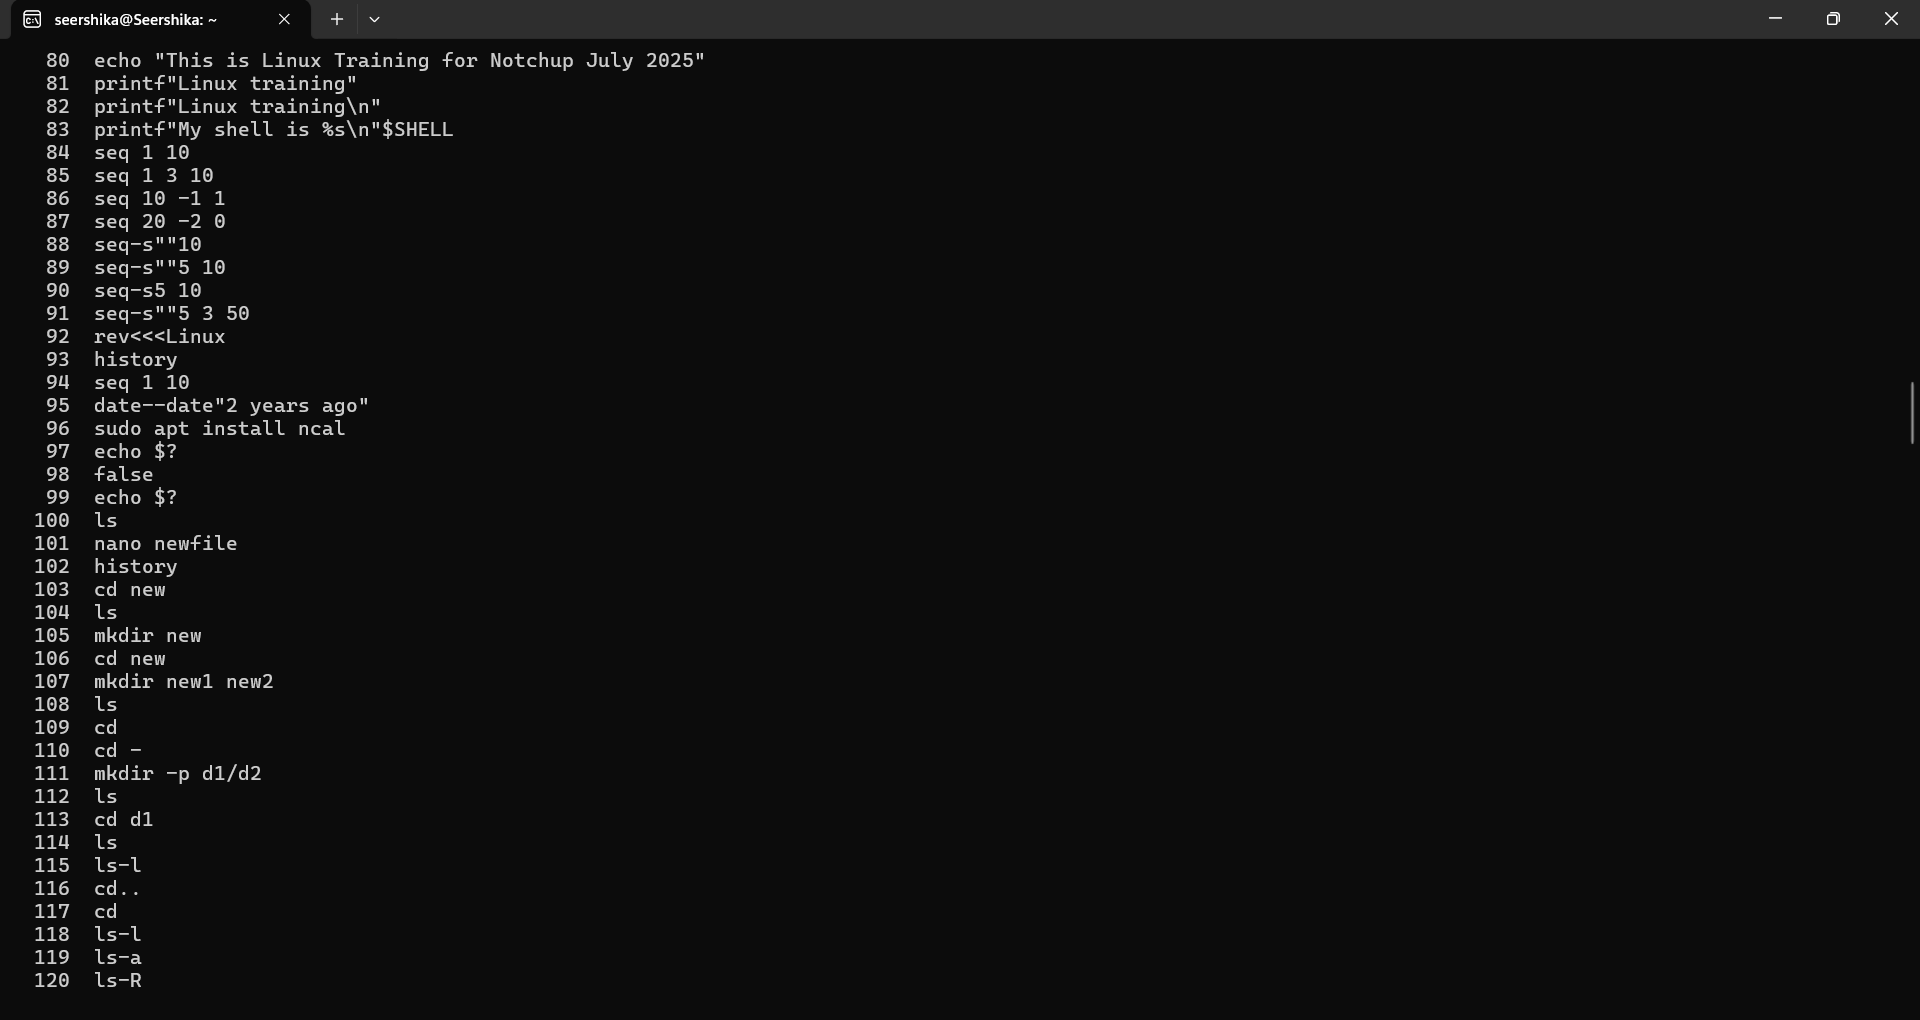 seershika@Seershika: ~
80 echo "This is Linux Training for Notchup July 2025"
81 printf"Linux training"
82 printf"Linux training\n"
83 printf"My shell is %s\n"$SHELL
84 seq 1 10
85 seq 1 3 10
86 seq 10 -1 1
87 seq 20 -2 0
88 seq-s""10
89 seq-s""5 10
90 seq-s5 10
91 seq-s""5 3 50
92 rev<<<Linux
93 history
94 seq 1 10
95 date--date"2 years ago"
96 sudo apt install ncal
97 echo $?
98 false
99 echo $?
100 ls
101 nano newfile
102 history
103 cd new
104 ls
105 mkdir new
106 cd new
107 mkdir new1 new2
108 ls
109 cd
110 cd -
111 mkdir -p d1/d2
112 ls
113 cd d1
114 ls
115 ls-l
116 cd..
117 cd
118 ls-l
119 ls-a
120 ls-R